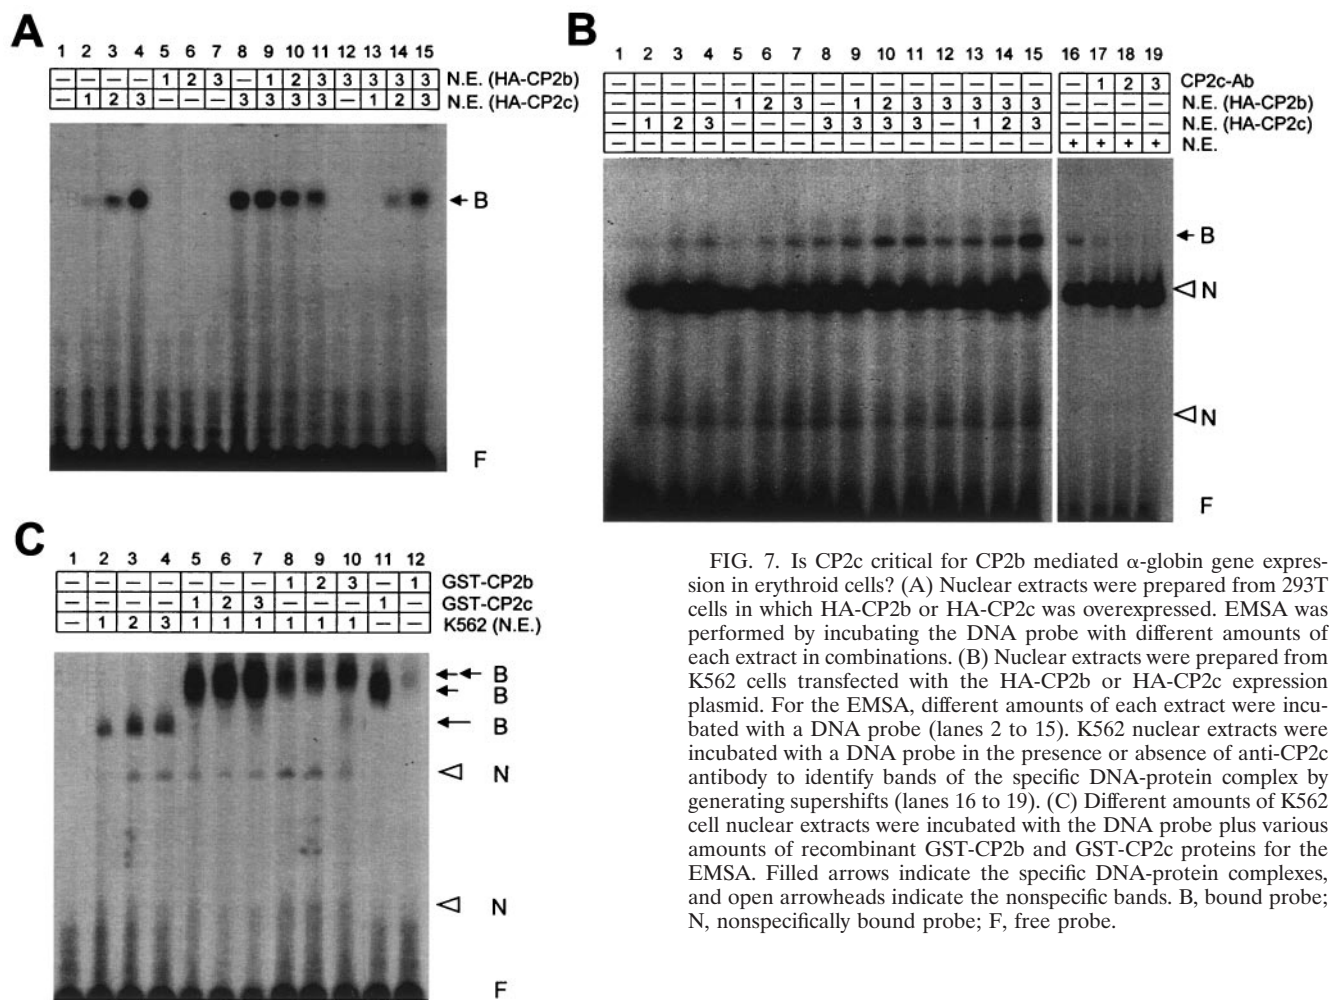 A
1 2 3 4 5 6 7 8 9 10 11 12 13 14 15
– – – – 1 2 3 – 1 2 3 3 3 3 3 N.E. (HA-CP2b)
– 1 2 3 – – – 3 3 3 3 – 1 2 3 N.E. (HA-CP2c)
B
F
B
1 2 3 4 5 6 7 8 9 10 11 12 13 14 15 16 17 18 19
– – – – – – – – – – – – – – – – 1 2 3 CP2c-Ab
– – – – 1 2 3 – 1 2 3 3 3 3 3 – – – – N.E. (HA-CP2b)
– 1 2 3 – – – 3 3 3 3 – 1 2 3 – – – – N.E. (HA-CP2c)
– – – – – – – – – – – – – – – + + + + N.E.
B
N
N
F
C
1 2 3 4 5 6 7 8 9 10 11 12
– – – – – – – 1 2 3 – 1 GST-CP2b
– – – – 1 2 3 – – – 1 – GST-CP2c
– 1 2 3 1 1 1 1 1 1 – – K562 (N.E.)
B
B
B
N
N
F
FIG. 7. Is CP2c critical for CP2b mediated α-globin gene expres-
sion in erythroid cells? (A) Nuclear extracts were prepared from 293T
cells in which HA-CP2b or HA-CP2c was overexpressed. EMSA was
performed by incubating the DNA probe with different amounts of
each extract in combinations. (B) Nuclear extracts were prepared from
K562 cells transfected with the HA-CP2b or HA-CP2c expression
plasmid. For the EMSA, different amounts of each extract were incu-
bated with a DNA probe (lanes 2 to 15). K562 nuclear extracts were
incubated with a DNA probe in the presence or absence of anti-CP2c
antibody to identify bands of the specific DNA-protein complex by
generating supershifts (lanes 16 to 19). (C) Different amounts of K562
cell nuclear extracts were incubated with the DNA probe plus various
amounts of recombinant GST-CP2b and GST-CP2c proteins for the
EMSA. Filled arrows indicate the specific DNA-protein complexes,
and open arrowheads indicate the nonspecific bands. B, bound probe;
N, nonspecifically bound probe; F, free probe.